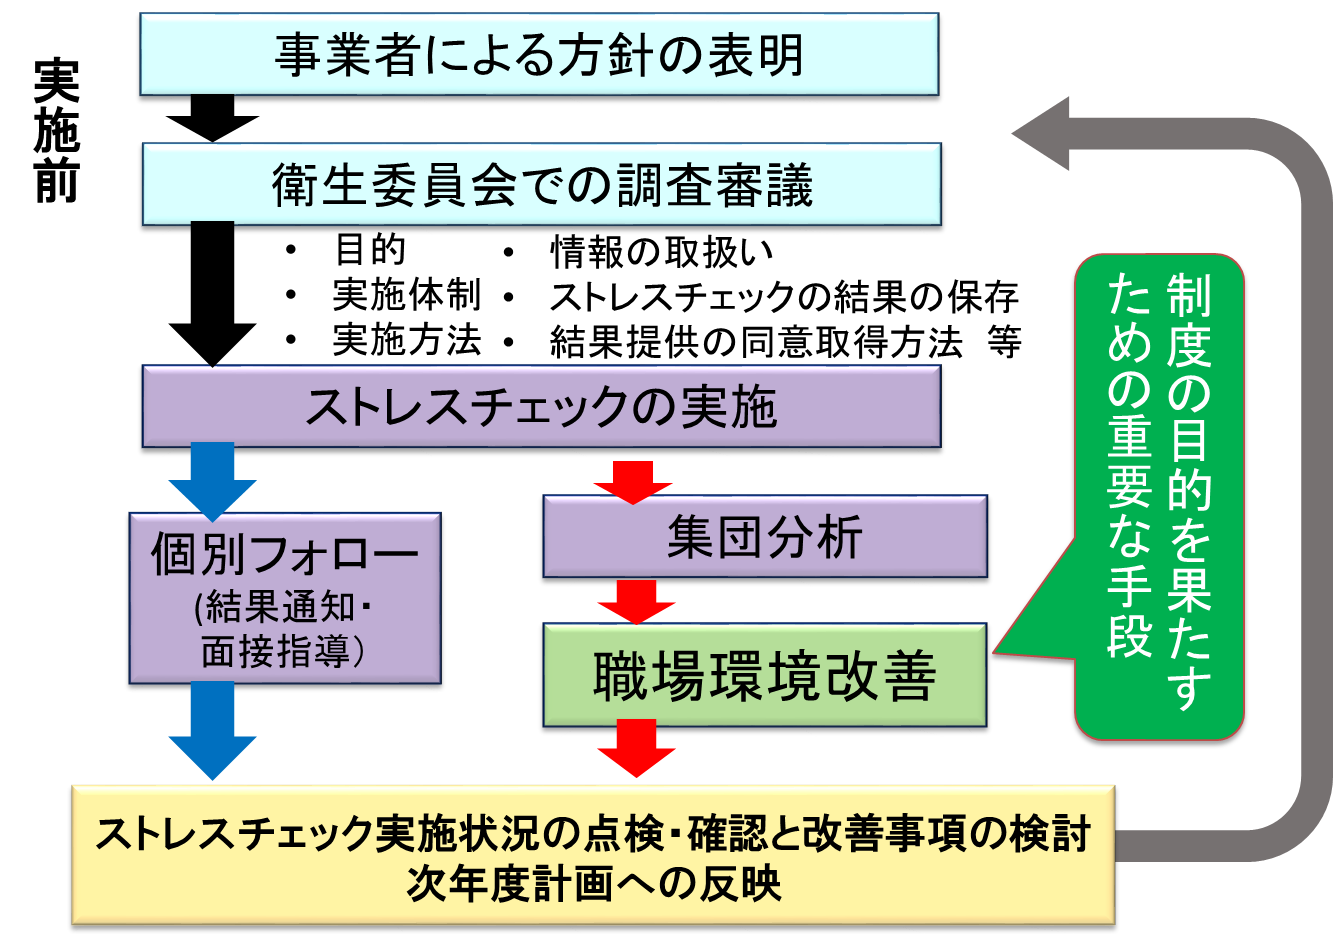 実施前
事業者による方針の表明
衛生委員会での調査審議
• 目的
• 実施体制
• 実施方法
• 情報の取扱い
• ストレスチェックの結果の保存
• 結果提供の同意取得方法 等
ストレスチェックの実施
個別フォロー
(結果通知・
面接指導）
集団分析
職場環境改善
制度の目的を果たす
ための重要な手段
ストレスチェック実施状況の点検・確認と改善事項の検討
次年度計画への反映